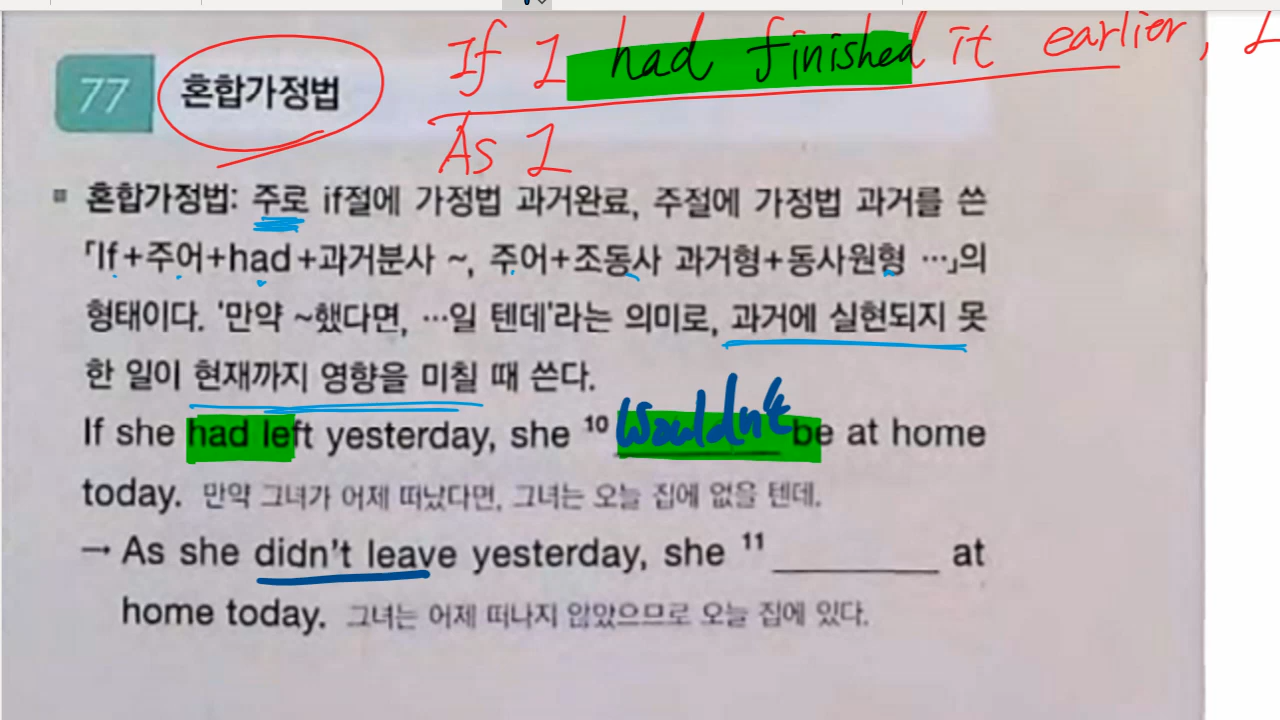 If I had finished it earlier, I
77 혼합가정법
As I
혼합가정법: 주로 if절에 가정법 과거완료, 주절에 가정법 과거를 쓴
「If+주어+had+과거분사 ~, 주어+조동사 과거형+동사원형 …」의
형태이다. '만약 ~했다면, …일 텐데'라는 의미로, 과거에 실현되지 못
한 일이 현재까지 영향을 미칠 때 쓴다.
If she had left yesterday, she 10 wouldn't be at home
today. 만약 그녀가 어제 떠났다면, 그녀는 오늘 집에 없을 텐데.
→ As she didn't leave yesterday, she 11 ________ at
home today. 그녀는 어제 떠나지 않았으므로 오늘 집에 있다.